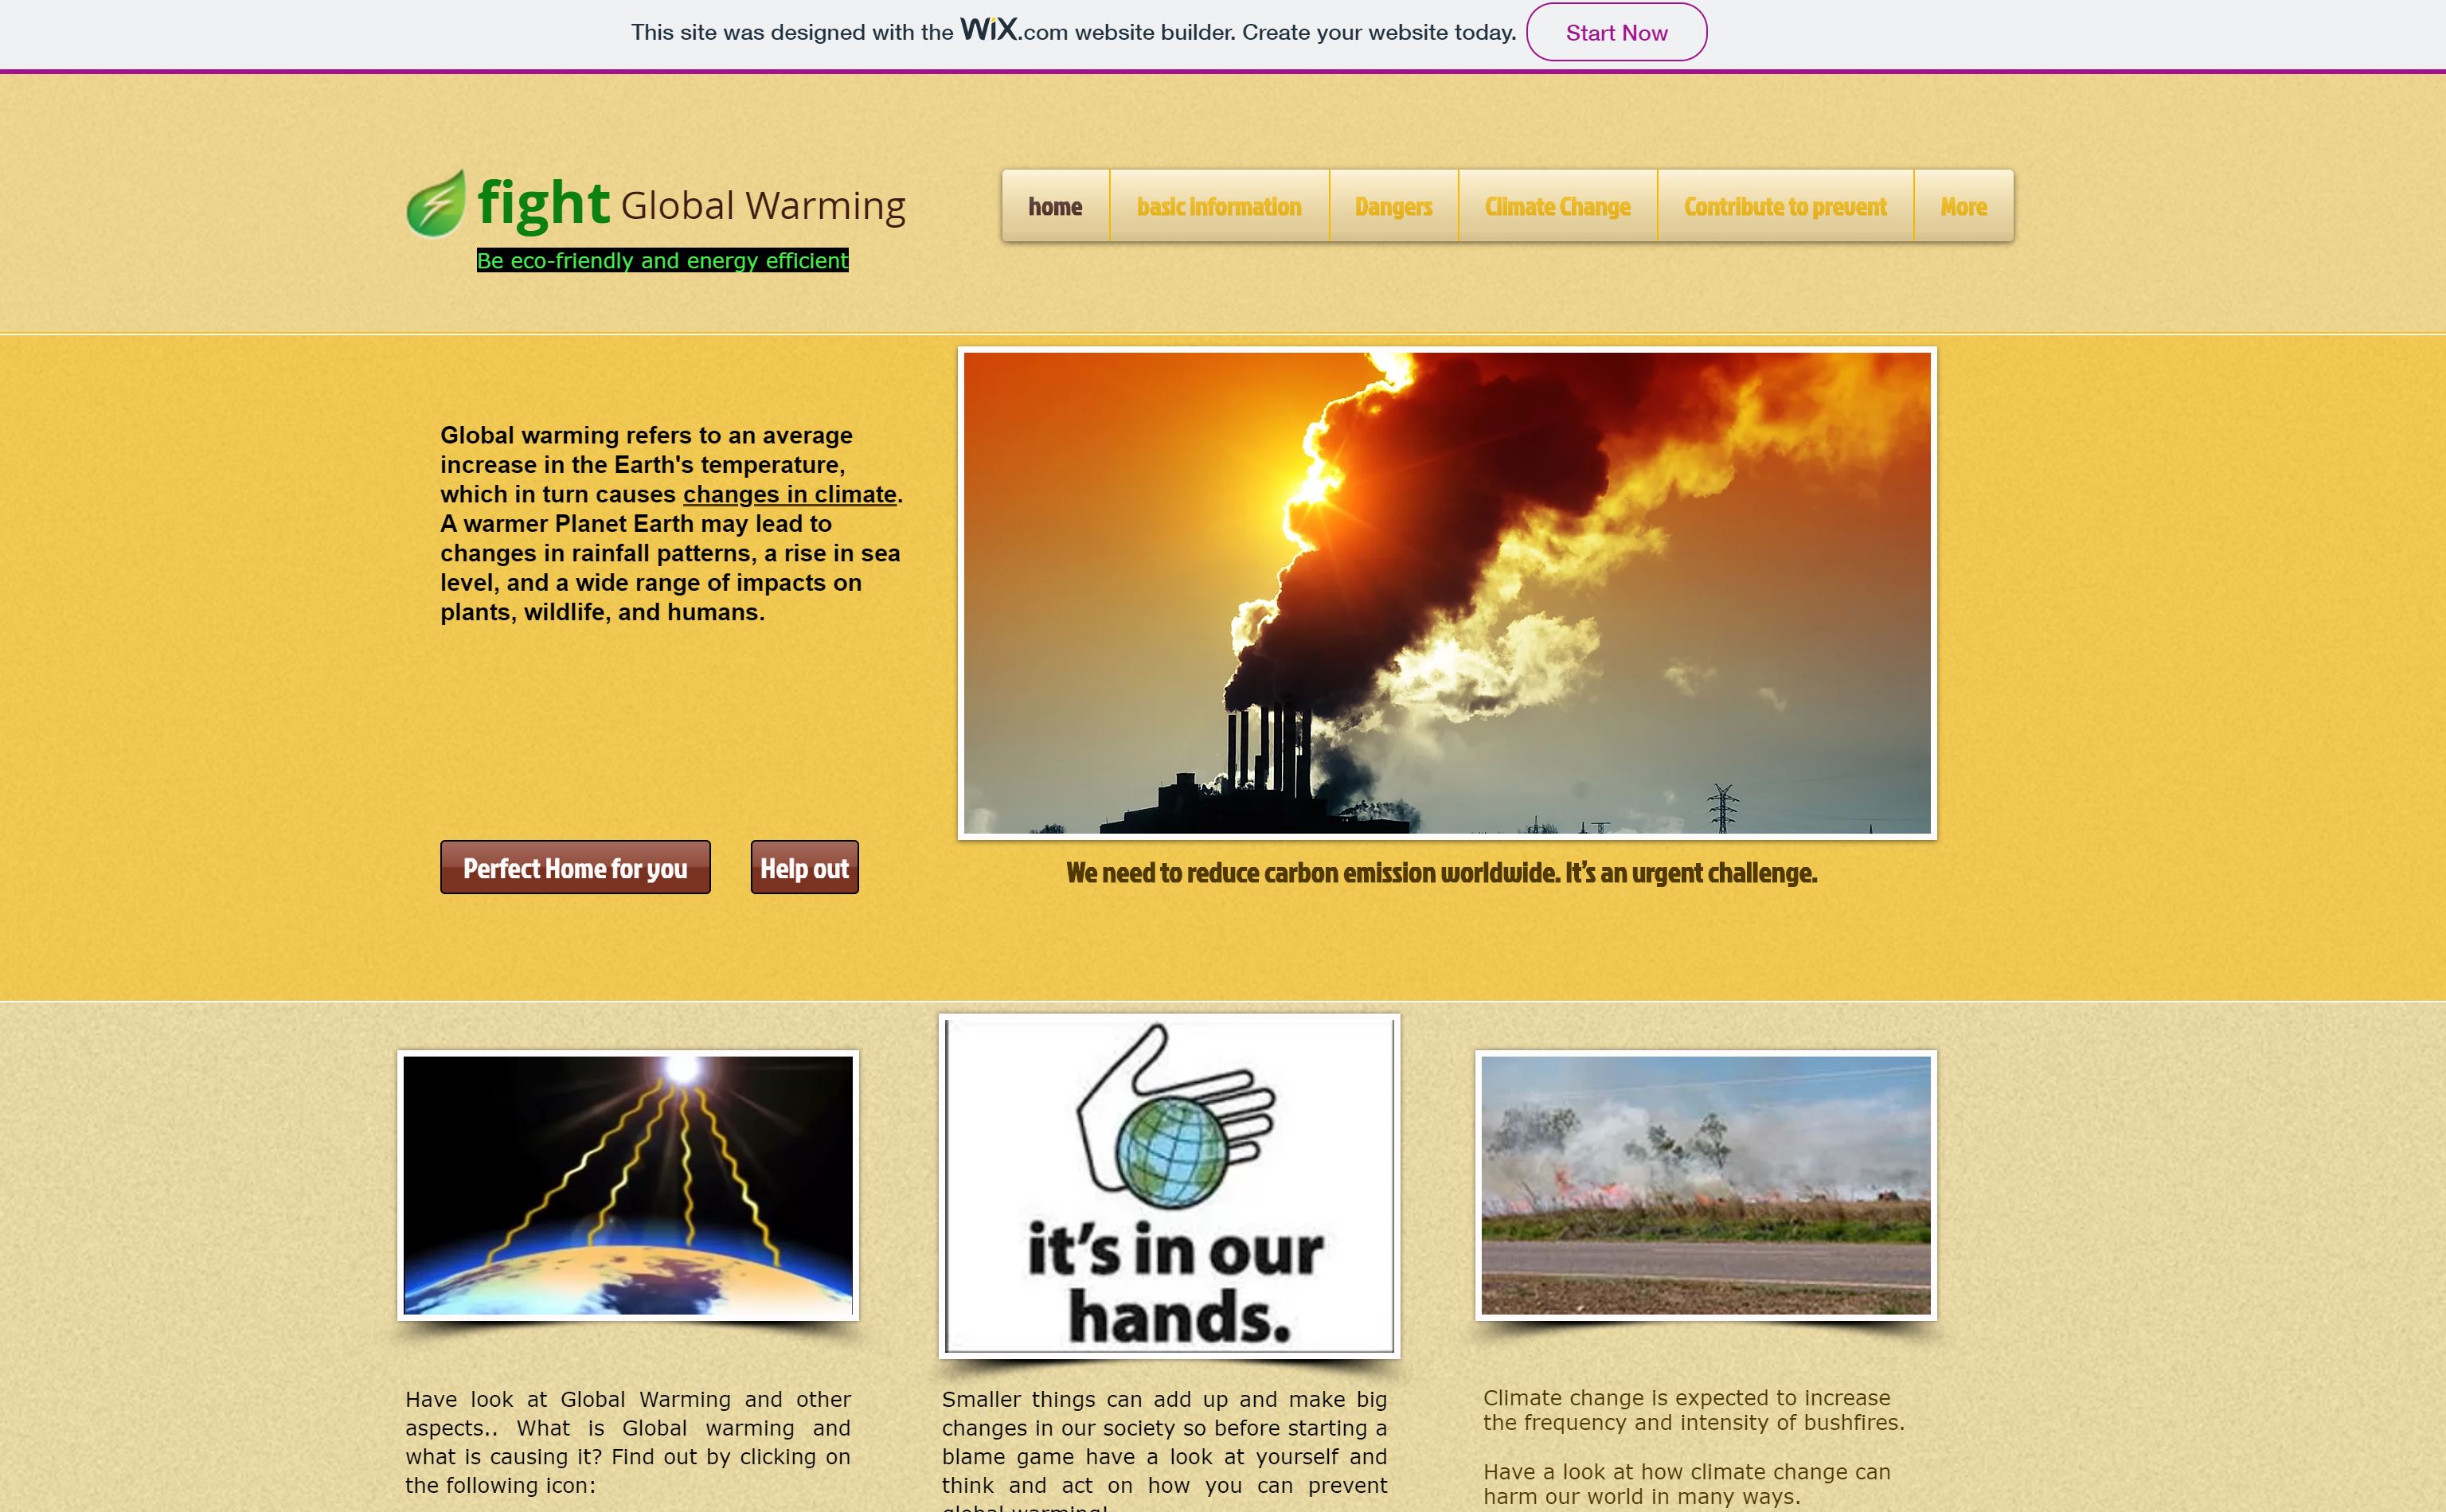 This site was designed with the WiX.com website builder. Create your website today. Start Now
fight Global Warming
Be eco-friendly and energy efficient
home basic information Dangers Climate Change Contribute to prevent More
Global warming refers to an average
increase in the Earth's temperature,
which in turn causes changes in climate.
A warmer Planet Earth may lead to
changes in rainfall patterns, a rise in sea
level, and a wide range of impacts on
plants, wildlife, and humans.
Perfect Home for you Help out
We need to reduce carbon emission worldwide. It's an urgent challenge.
it's in our
hands.
Have look at Global Warming and other
aspects.. What is Global warming and
what is causing it? Find out by clicking on
the following icon:
Smaller things can add up and make big
changes in our society so before starting a
blame game have a look at yourself and
think and act on how you can prevent
global warming!
Climate change is expected to increase
the frequency and intensity of bushfires.
Have a look at how climate change can
harm our world in many ways.